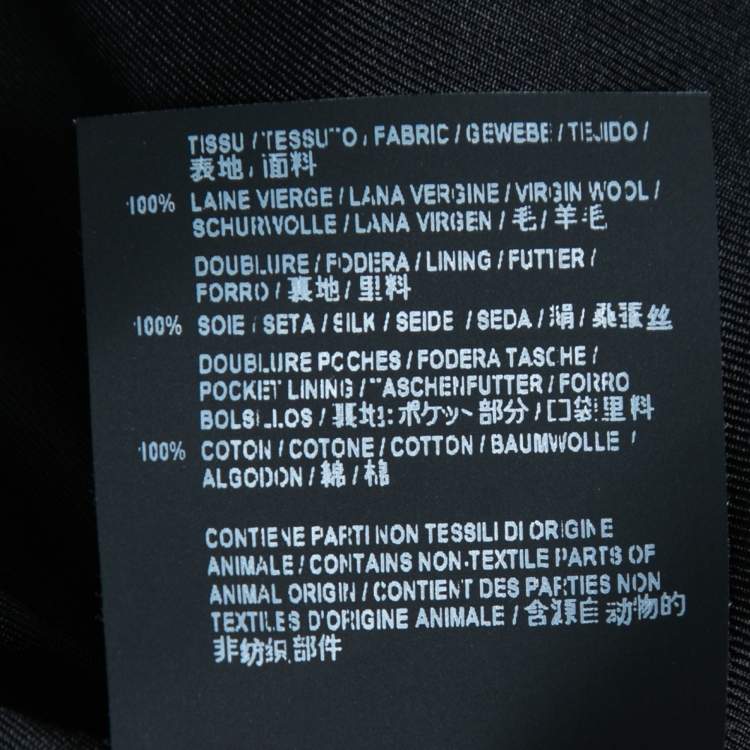 TISSU / TESSUTO / FABRIC / GEWEBE / TEJIDO /
表地 / 面料
100% LAINE VIERGE / LANA VERGINE / VIRGIN WOOL /
SCHURWOLLE / LANA VIRGEN / 毛 / 羊毛
DOUBLURE / FODERA / LINING / FUTTER /
FORRO / 裏地 / 里料
100% SOIE / SETA / SILK / SEIDE / SEDA / 絹 / 桑蚕丝
DOUBLURE POCHES / FODERA TASCHE /
POCKET LINING / TASCHENFUTTER / FORRO
BOLSILLOS / 裏地:ポケット部分 / 口袋里料
100% COTON / COTONE / COTTON / BAUMWOLLE /
ALGODON / 綿 / 棉
CONTIENE PARTI NON TESSILI DI ORIGINE
ANIMALE / CONTAINS NON-TEXTILE PARTS OF
ANIMAL ORIGIN / CONTIENT DES PARTIES NON
TEXTILES D'ORIGINE ANIMALE / 含源自动物的
非纺织部件